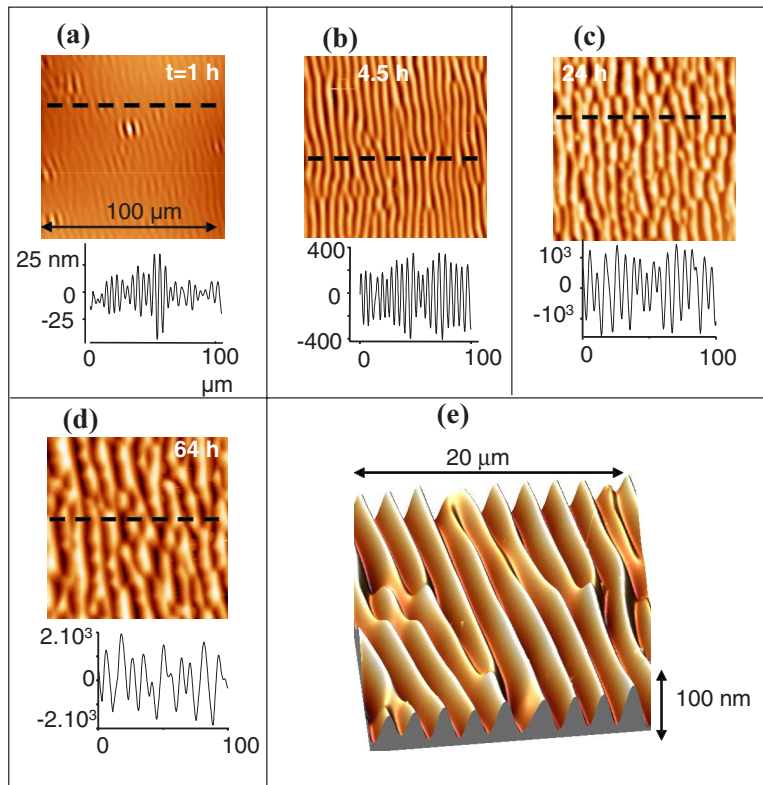 (a)
t=1 h
100 μm
25 nm
0
-25
0 100
μm
(b)
4.5 h
400
0
-400
0 100
(c)
24 h
10³
0
-10³
0 100
(d)
64 h
2.10³
0
-2.10³
0 100
(e)
20 μm
100 nm